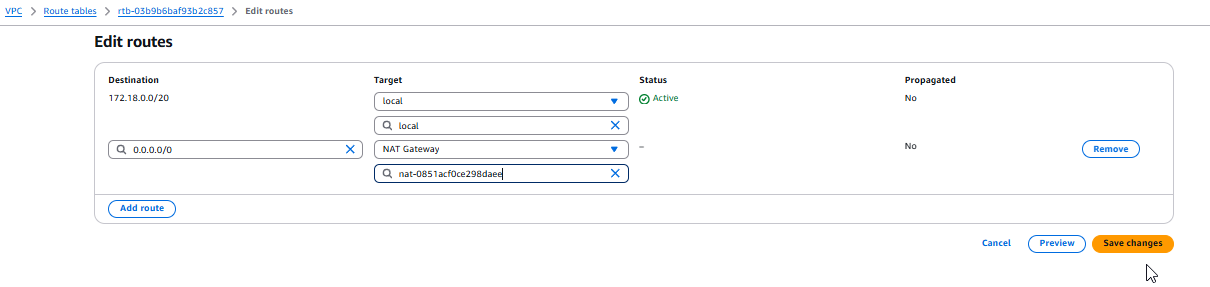 VPC > Route tables > rtb-03b9b6baf93b2c857 > Edit routes
Edit routes
Destination Target Status Propagated
172.18.0.0/20 local Active No
local
0.0.0.0/0 NAT Gateway – No Remove
nat-0851acf0ce298daee
Add route
Cancel Preview Save changes